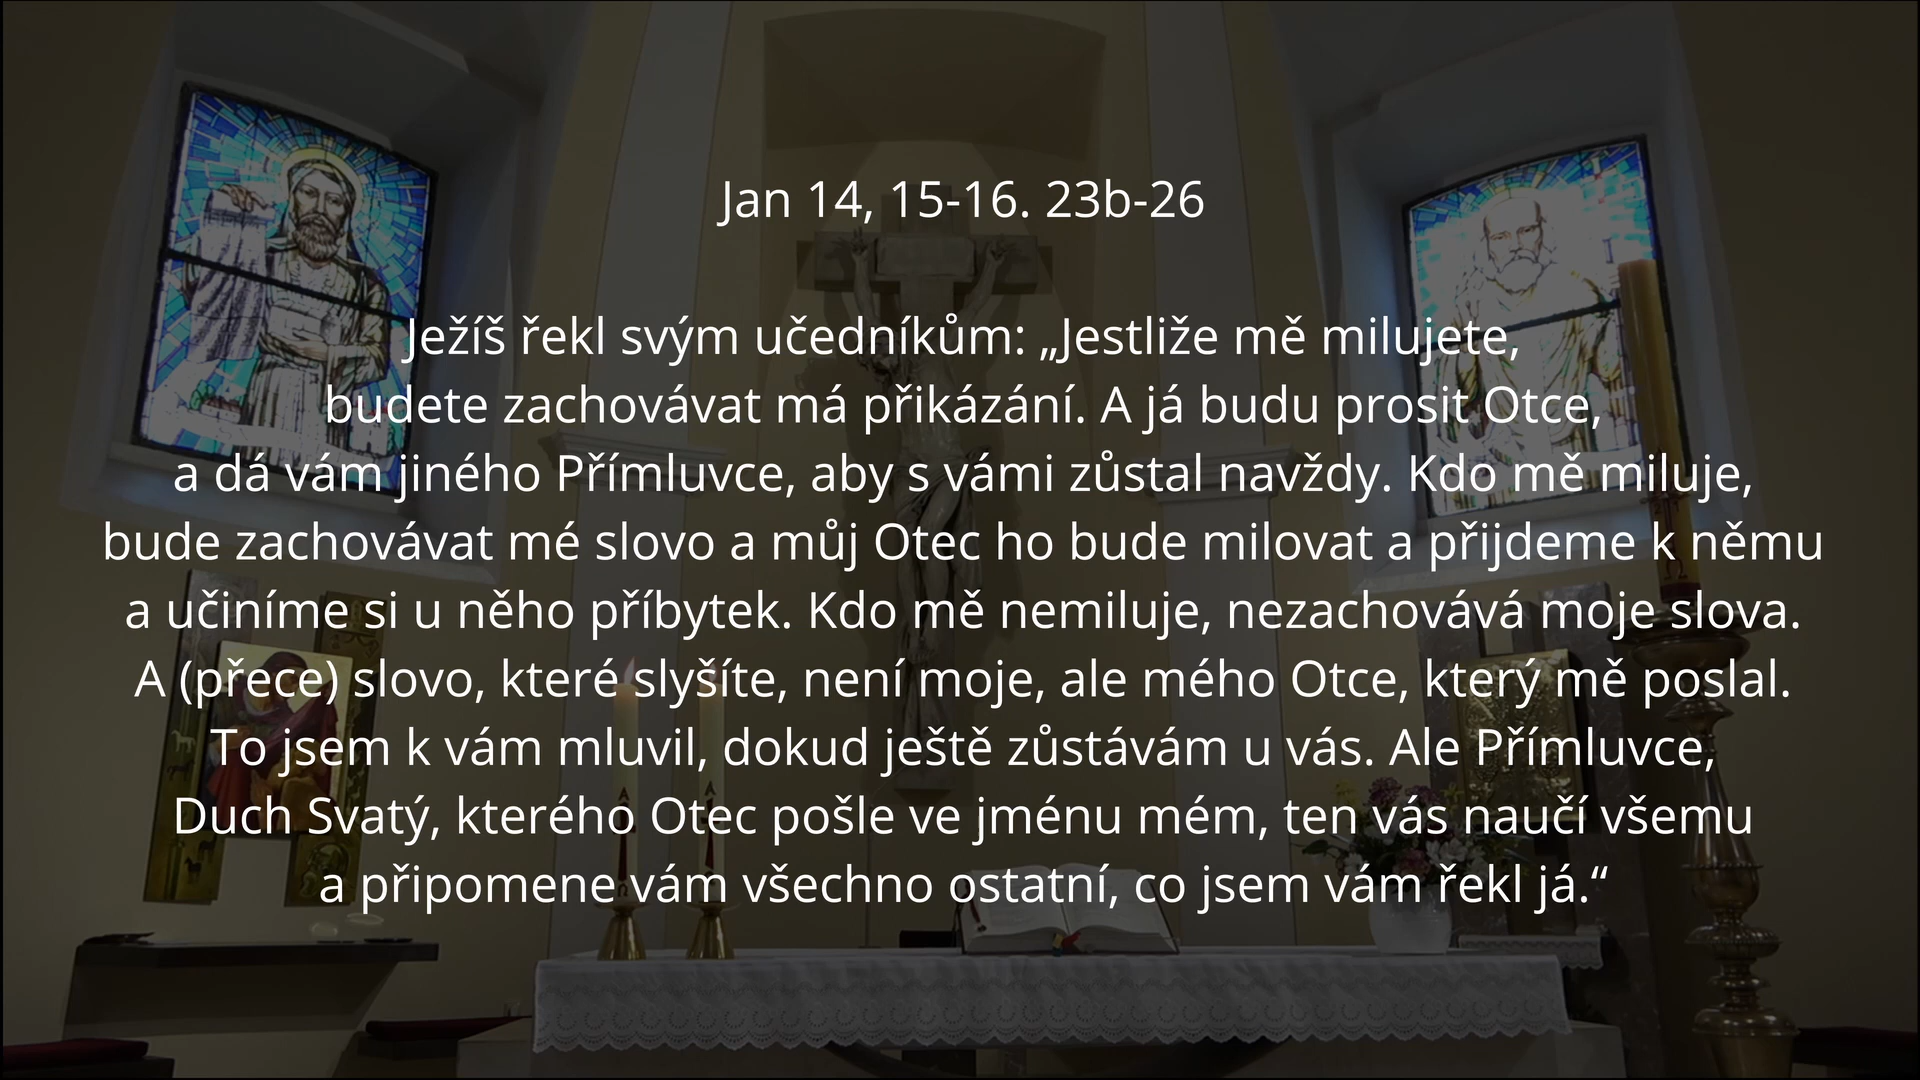 Jan 14, 15-16. 23b-26
Ježíš řekl svým učedníkům: „Jestliže mě milujete,
budete zachovávat má přikázání. A já budu prosit Otce,
a dá vám jiného Přímluvce, aby s vámi zůstal navždy. Kdo mě miluje,
bude zachovávat mé slovo a můj Otec ho bude milovat a přijdeme k němu
a učiníme si u něho příbytek. Kdo mě nemiluje, nezachovává moje slova.
A (přece) slovo, které slyšíte, není moje, ale mého Otce, který mě poslal.
To jsem k vám mluvil, dokud ještě zůstávám u vás. Ale Přímluvce,
Duch Svatý, kterého Otec pošle ve jménu mém, ten vás naučí všemu
a připomene vám všechno ostatní, co jsem vám řekl já.“